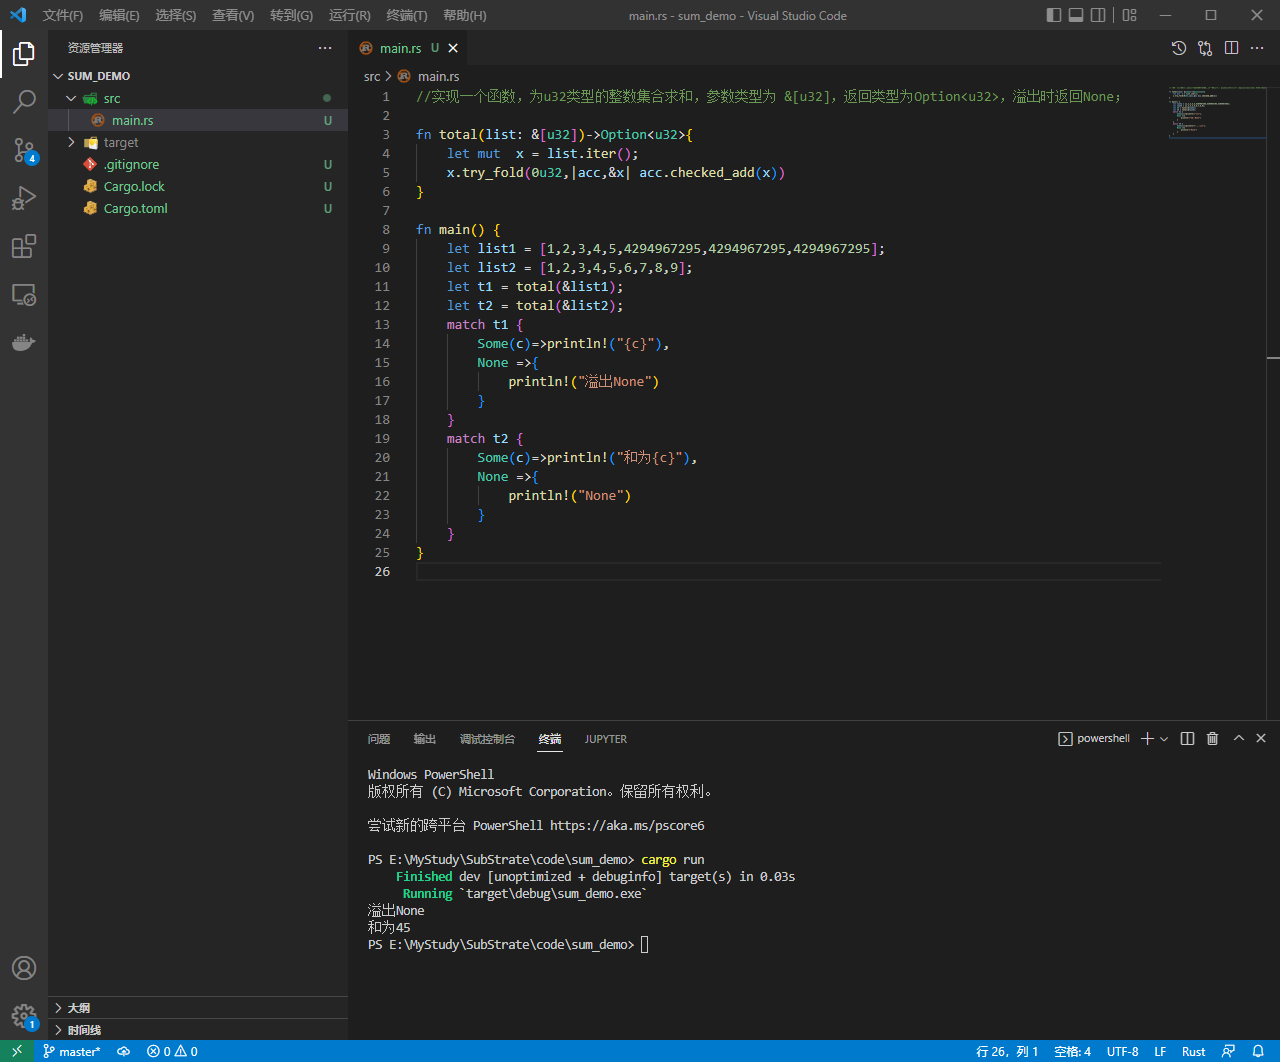 文件(F) 编辑(E) 选择(S) 查看(V) 转到(G) 运行(R) 终端(T) 帮助(H) main.rs - sum_demo - Visual Studio Code
资源管理器 ···
SUM_DEMO
src
main.rs U
target
.gitignore U
Cargo.lock U
Cargo.toml U
4
大纲
时间线
1
main.rs U
src > main.rs
1 //实现一个函数，为u32类型的整数集合求和，参数类型为 &[u32]，返回类型为Option<u32>，溢出时返回None；
2
3 fn total(list: &[u32])->Option<u32>{
4     let mut  x = list.iter();
5     x.try_fold(0u32,|acc,&x| acc.checked_add(x))
6 }
7
8 fn main() {
9     let list1 = [1,2,3,4,5,4294967295,4294967295,4294967295];
10     let list2 = [1,2,3,4,5,6,7,8,9];
11     let t1 = total(&list1);
12     let t2 = total(&list2);
13     match t1 {
14         Some(c)=>println!("{c}"),
15         None =>{
16             println!("溢出None")
17         }
18     }
19     match t2 {
20         Some(c)=>println!("和为{c}"),
21         None =>{
22             println!("None")
23         }
24     }
25 }
26
问题 输出 调试控制台 终端 JUPYTER powershell
Windows PowerShell
版权所有 (C) Microsoft Corporation。保留所有权利。
尝试新的跨平台 PowerShell https://aka.ms/pscore6
PS E:\MyStudy\SubStrate\code\sum_demo> cargo run
    Finished dev [unoptimized + debuginfo] target(s) in 0.03s
     Running `target\debug\sum_demo.exe`
溢出None
和为45
PS E:\MyStudy\SubStrate\code\sum_demo>
master* 0 0 行 26，列 1 空格: 4 UTF-8 LF Rust